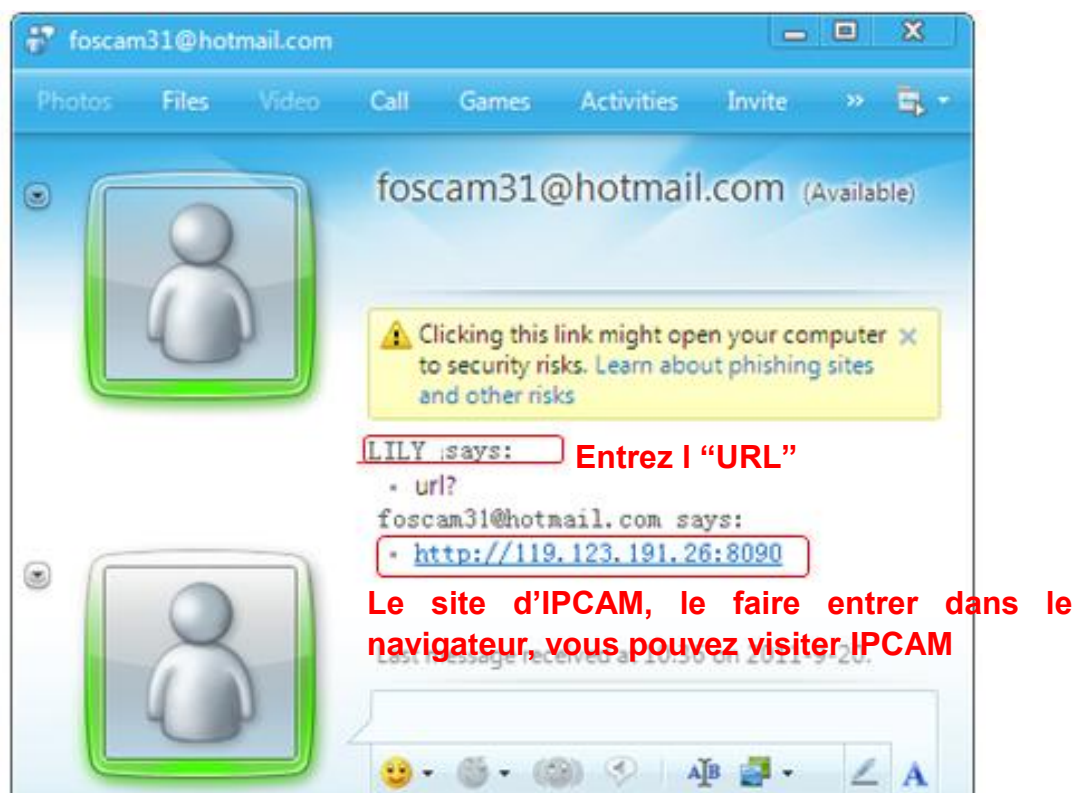 foscam31@hotmail.com
Photos Files Video Call Games Activities Invite »
foscam31@hotmail.com (Available)
Clicking this link might open your computer
to security risks. Learn about phishing sites
and other risks
LILY says: Entrez l “URL”
url?
foscam31@hotmail.com says:
http://119.123.191.26:8090
Le site d’IPCAM, le faire entrer dans le
navigateur, vous pouvez visiter IPCAM
Last message received at 10:36 on 2011-9-20.